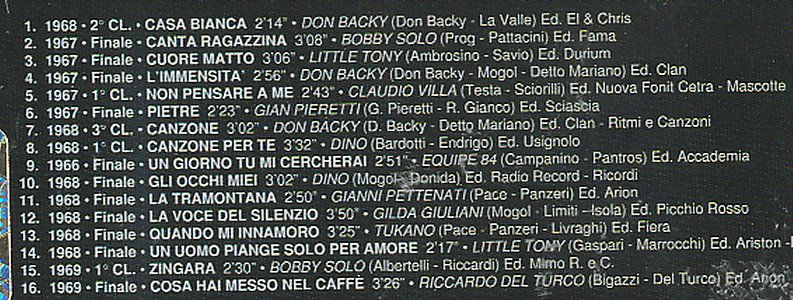 1. 1968 • 2° CL. • CASA BIANCA 2'14" • DON BACKY (Don Backy - La Valle) Ed. El & Chris
2. 1967 • Finale • CANTA RAGAZZINA 3'08" • BOBBY SOLO (Prog - Pattacini) Ed. Fama
3. 1967 • Finale • CUORE MATTO 3'06" • LITTLE TONY (Ambrosino - Savio) Ed. Durium
4. 1967 • Finale • L'IMMENSITA' 2'56" • DON BACKY (Don Backy - Mogol - Detto Mariano) Ed. Clan
5. 1967 • 1° CL. • NON PENSARE A ME 2'43" • CLAUDIO VILLA (Testa - Sciorilli) Ed. Nuova Fonit Cetra - Mascotte
6. 1967 • Finale • PIETRE 2'23" • GIAN PIERETTI (G. Pieretti - R. Gianco) Ed. Sciascia
7. 1968 • 3° CL. • CANZONE 3'02" • DON BACKY (D. Backy - Detto Mariano) Ed. Clan - Ritmi e Canzoni
8. 1968 • 1° CL. • CANZONE PER TE 3'32" • DINO (Bardotti - Endrigo) Ed. Usignolo
9. 1966 • Finale • UN GIORNO TU MI CERCHERAI 2'51" • EQUIPE 84 (Campanino - Pantros) Ed. Accademia
10. 1968 • Finale • GLI OCCHI MIEI 3'02" • DINO (Mogol - Donida) Ed. Radio Record - Ricordi
11. 1968 • Finale • LA TRAMONTANA 2'50" • GIANNI PETTENATI (Pace - Panzeri) Ed. Arion
12. 1968 • Finale • LA VOCE DEL SILENZIO 3'50" • GILDA GIULIANI (Mogol - Limiti - Isola) Ed. Picchio Rosso
13. 1968 • Finale • QUANDO MI INNAMORO 3'25" • TUKANO (Pace - Panzeri - Livraghi) Ed. Fiera
14. 1968 • Finale • UN UOMO PIANGE SOLO PER AMORE 2'17" • LITTLE TONY (Gaspari - Marrocchi) Ed. Ariston -
15. 1969 • 1° CL. • ZINGARA 2'30" • BOBBY SOLO (Albertelli - Riccardi) Ed. Mimo R. e C.
16. 1969 • Finale • COSA HAI MESSO NEL CAFFÈ 3'26" • RICCARDO DEL TURCO (Bigazzi - Del Turco) Ed. Arion